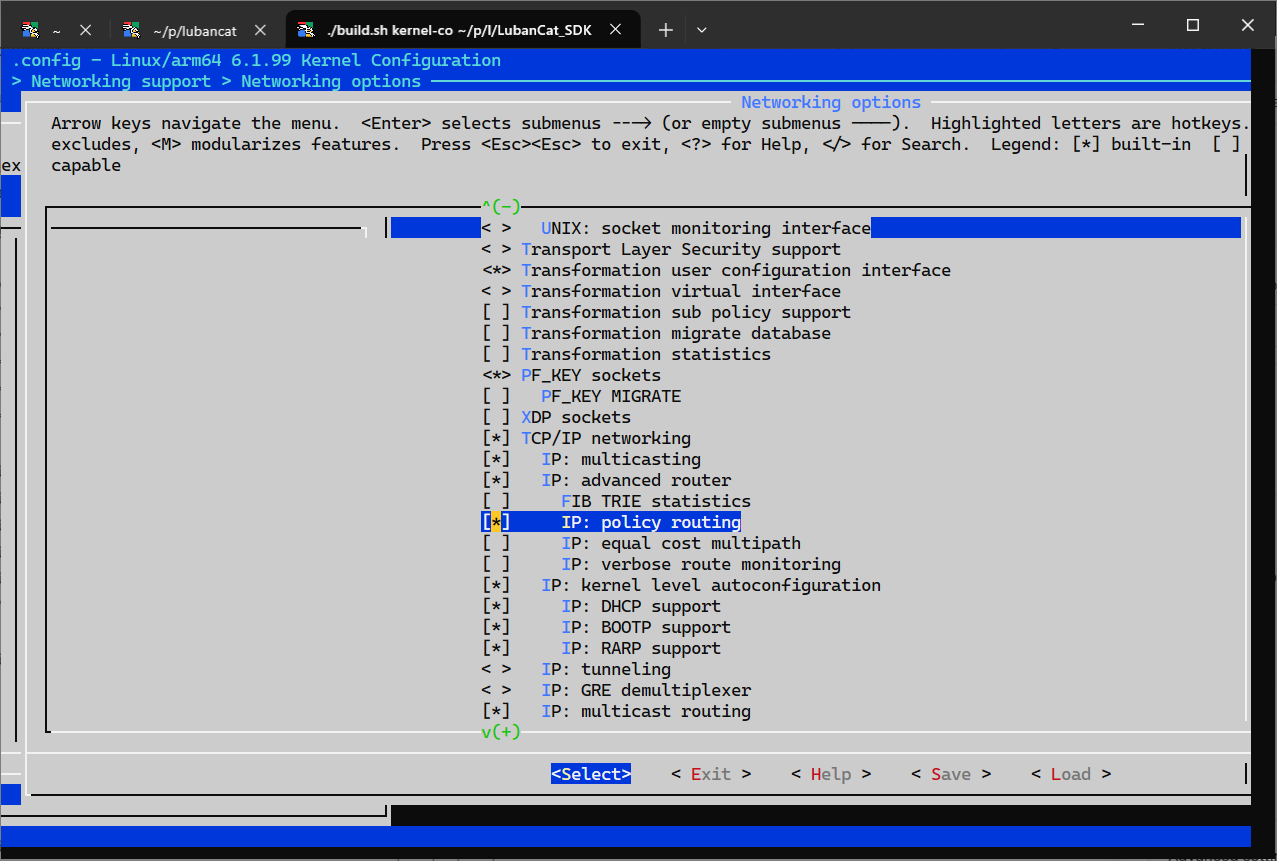 ~
~/p/lubancat
./build.sh kernel-co ~/p/l/LubanCat_SDK
.config - Linux/arm64 6.1.99 Kernel Configuration
> Networking support > Networking options
Networking options
Arrow keys navigate the menu.  <Enter> selects submenus ---> (or empty submenus ----).  Highlighted letters are hotkeys.
excludes, <M> modularizes features.  Press <Esc><Esc> to exit, <?> for Help, </> for Search.  Legend: [*] built-in  [ ]
ex
capable
^(-)
< >   UNIX: socket monitoring interface
< > Transport Layer Security support
<*> Transformation user configuration interface
< > Transformation virtual interface
[ ] Transformation sub policy support
[ ] Transformation migrate database
[ ] Transformation statistics
<*> PF_KEY sockets
[ ]   PF_KEY MIGRATE
[ ] XDP sockets
[*] TCP/IP networking
[*]   IP: multicasting
[*]   IP: advanced router
[ ]     FIB TRIE statistics
[*]     IP: policy routing
[ ]     IP: equal cost multipath
[ ]     IP: verbose route monitoring
[*]   IP: kernel level autoconfiguration
[*]     IP: DHCP support
[*]     IP: BOOTP support
[*]     IP: RARP support
< >   IP: tunneling
< >   IP: GRE demultiplexer
[*]   IP: multicast routing
v(+)
<Select>    < Exit >    < Help >    < Save >    < Load >